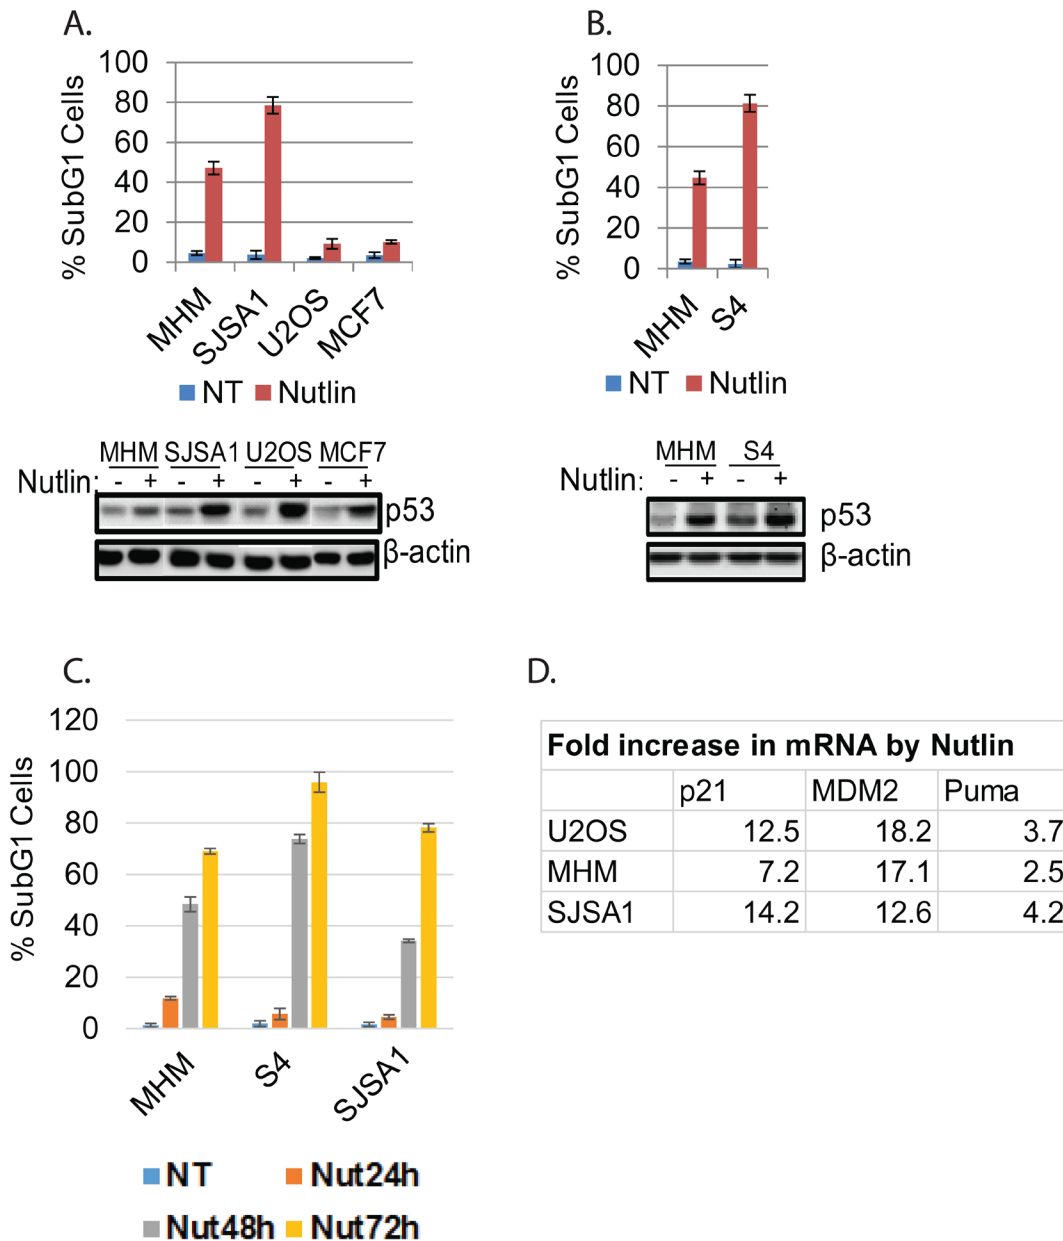 A.
% SubG1 Cells
100
80
60
40
20
0
MHM
SJSA1
U2OS
MCF7
NT Nutlin
MHM SJSA1 U2OS MCF7
Nutlin: - + - + - + - +
p53
β-actin
B.
% SubG1 Cells
100
80
60
40
20
0
MHM
S4
NT Nutlin
MHM S4
Nutlin: - + - +
p53
β-actin
C.
% SubG1 Cells
120
100
80
60
40
20
0
MHM
S4
SJSA1
NT Nut24h
Nut48h Nut72h
D.
Fold increase in mRNA by Nutlin
p21 MDM2 Puma
U2OS 12.5 18.2 3.7
MHM 7.2 17.1 2.5
SJSA1 14.2 12.6 4.2